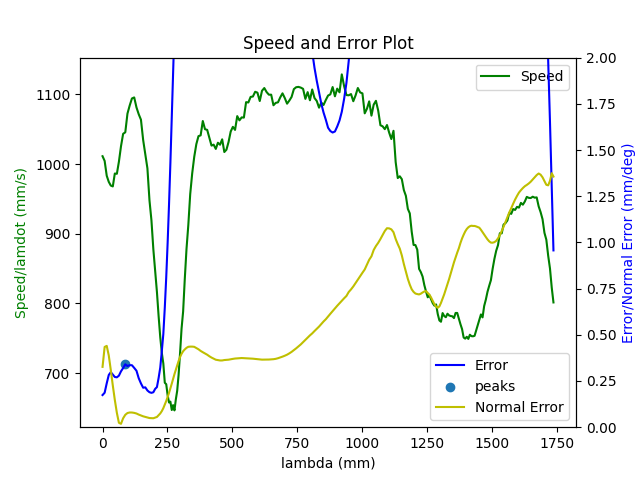 Speed and Error Plot
Speed/lamdot (mm/s)
1100
1000
900
800
700
Speed
2.00
1.75
1.50
1.25
1.00
0.75
0.50
0.25
0.00
Error/Normal Error (mm/deg)
Error
peaks
Normal Error
0
250
500
750
1000
1250
1500
1750
lambda (mm)